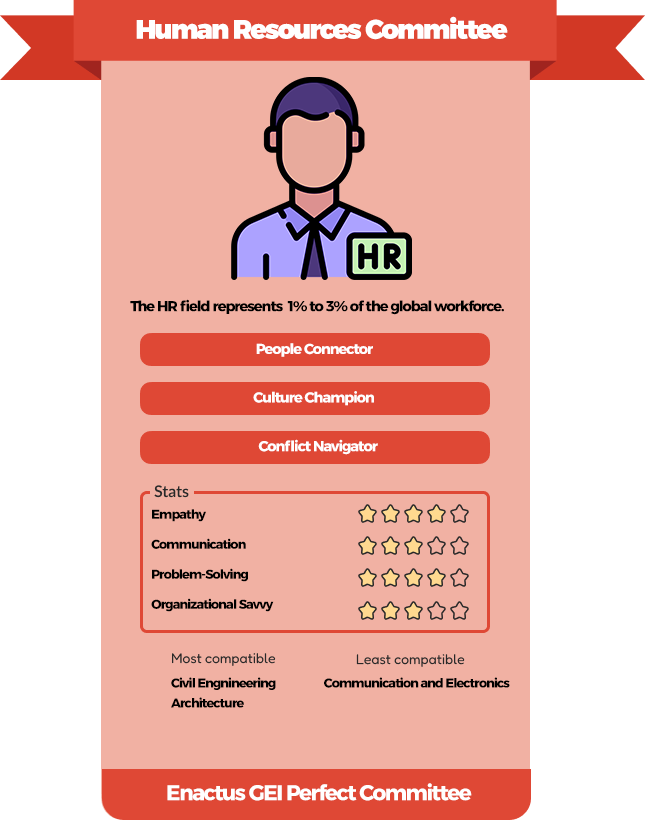 Human Resources Committee
HR
The HR field represents 1% to 3% of the global workforce.
People Connector
Culture Champion
Conflict Navigator
Stats
Empathy
Communication
Problem-Solving
Organizational Savvy
Most compatible
Civil Engnineering
Architecture
Least compatible
Communication and Electronics
Enactus GEI Perfect Committee